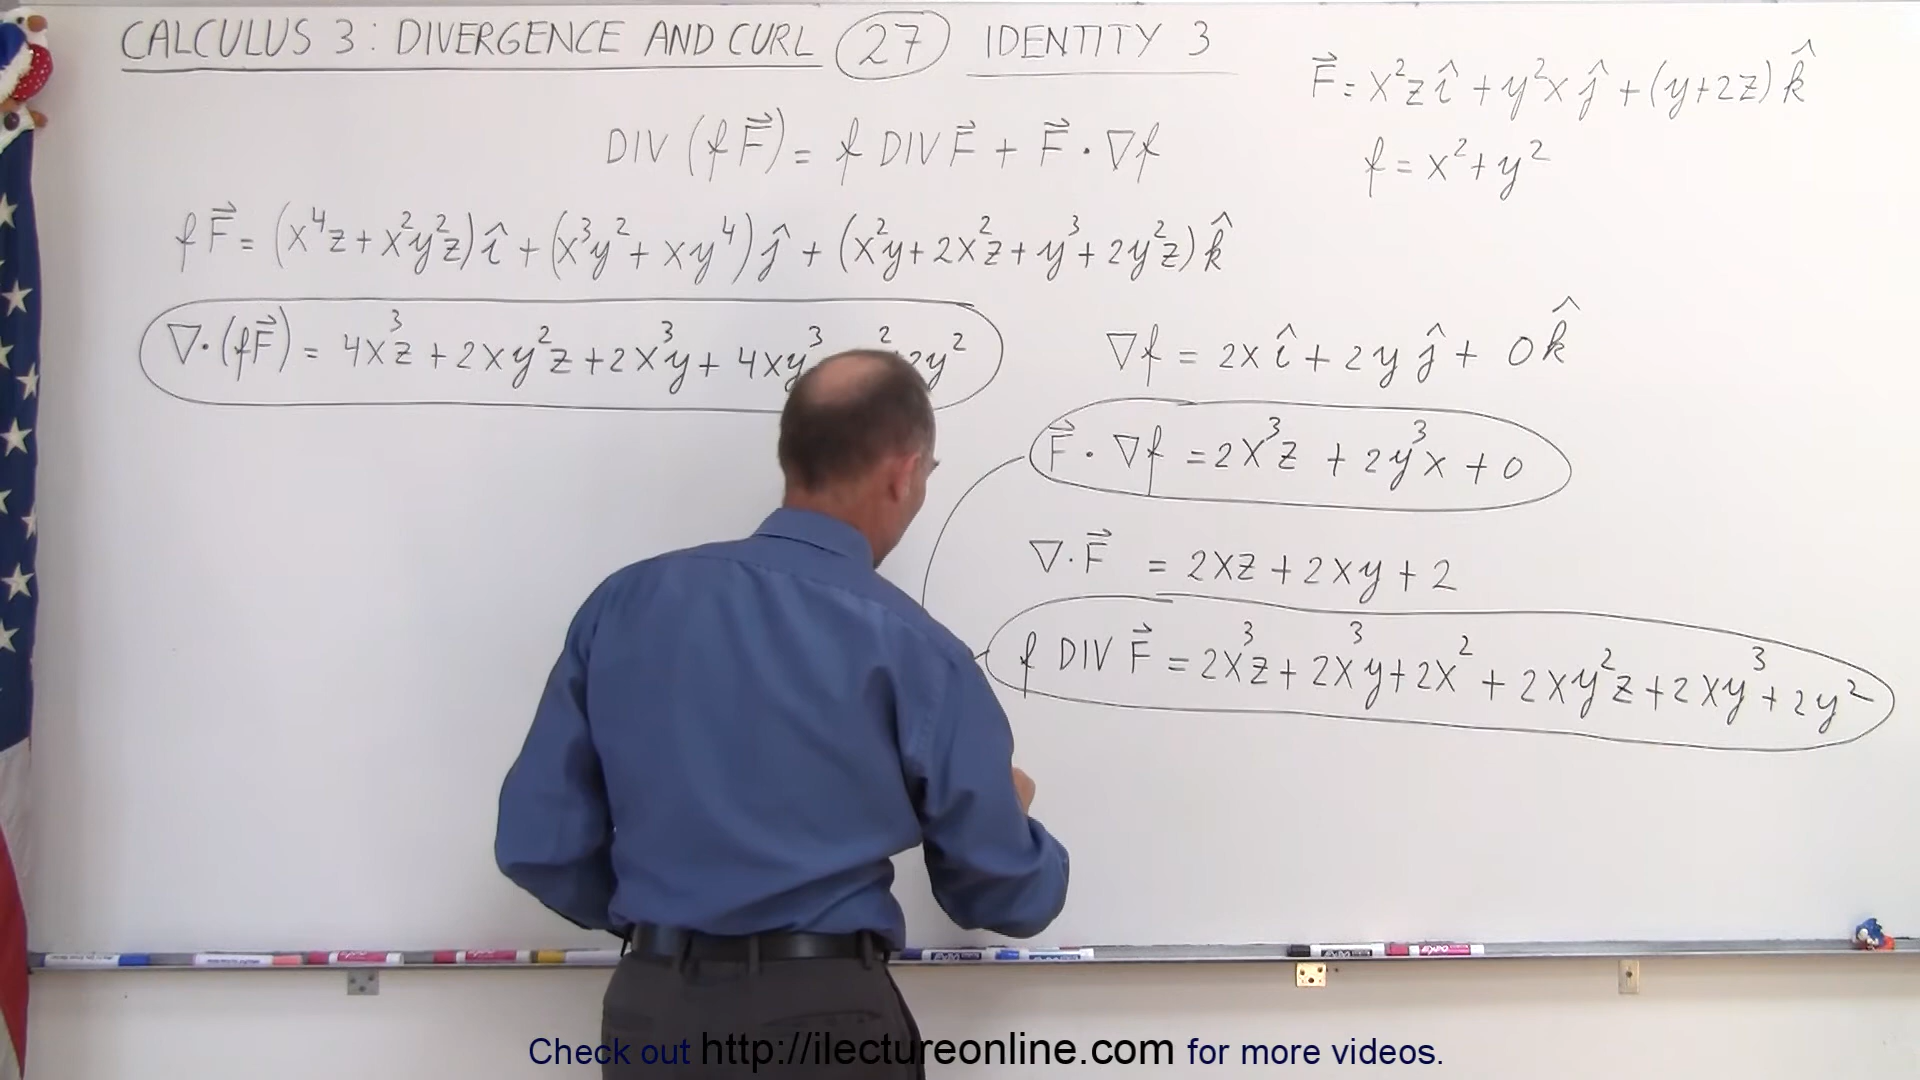 CALCULUS 3: DIVERGENCE AND CURL 27 IDENTITY 3
F⃗ = x²z î + y²x ĵ + (y+2z) k̂
f = x² + y²
DIV (f F⃗) = f DIV F⃗ + F⃗ · ∇f
f F⃗ = (x⁴z + x²y²z) î + (x³y² + xy⁴) ĵ + (x²y + 2x²z + y³ + 2y²z) k̂
∇·(fF⃗) = 4x³z + 2xy²z + 2x³y + 4xy³ ² + 2y²
∇f = 2x î + 2y ĵ + 0 k̂
F⃗ · ∇f = 2x³z + 2y³x + 0
∇·F⃗ = 2xz + 2xy + 2
f DIV F⃗ = 2x³z + 2x³y + 2x² + 2xy²z + 2xy³ + 2y²
Check out http://ilectureonline.com for more videos.